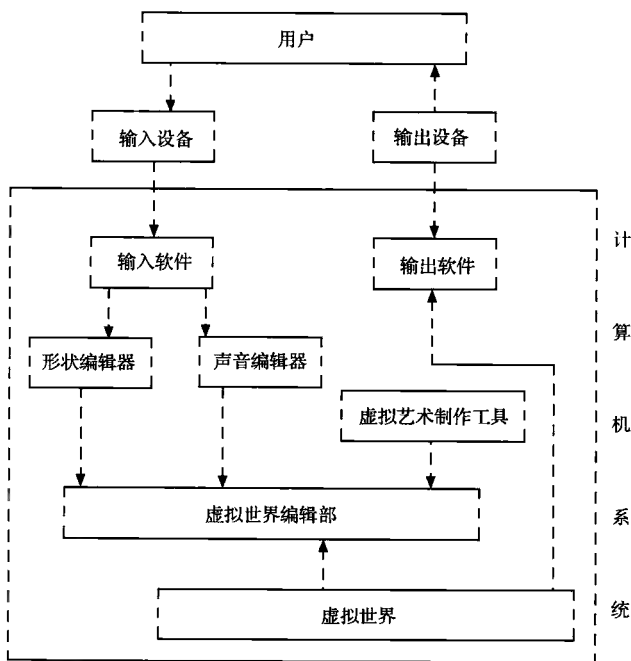 用户
输入设备
输出设备
输入软件
输出软件
形状编辑器
声音编辑器
虚拟艺术制作工具
虚拟世界编辑部
虚拟世界
计算机系统